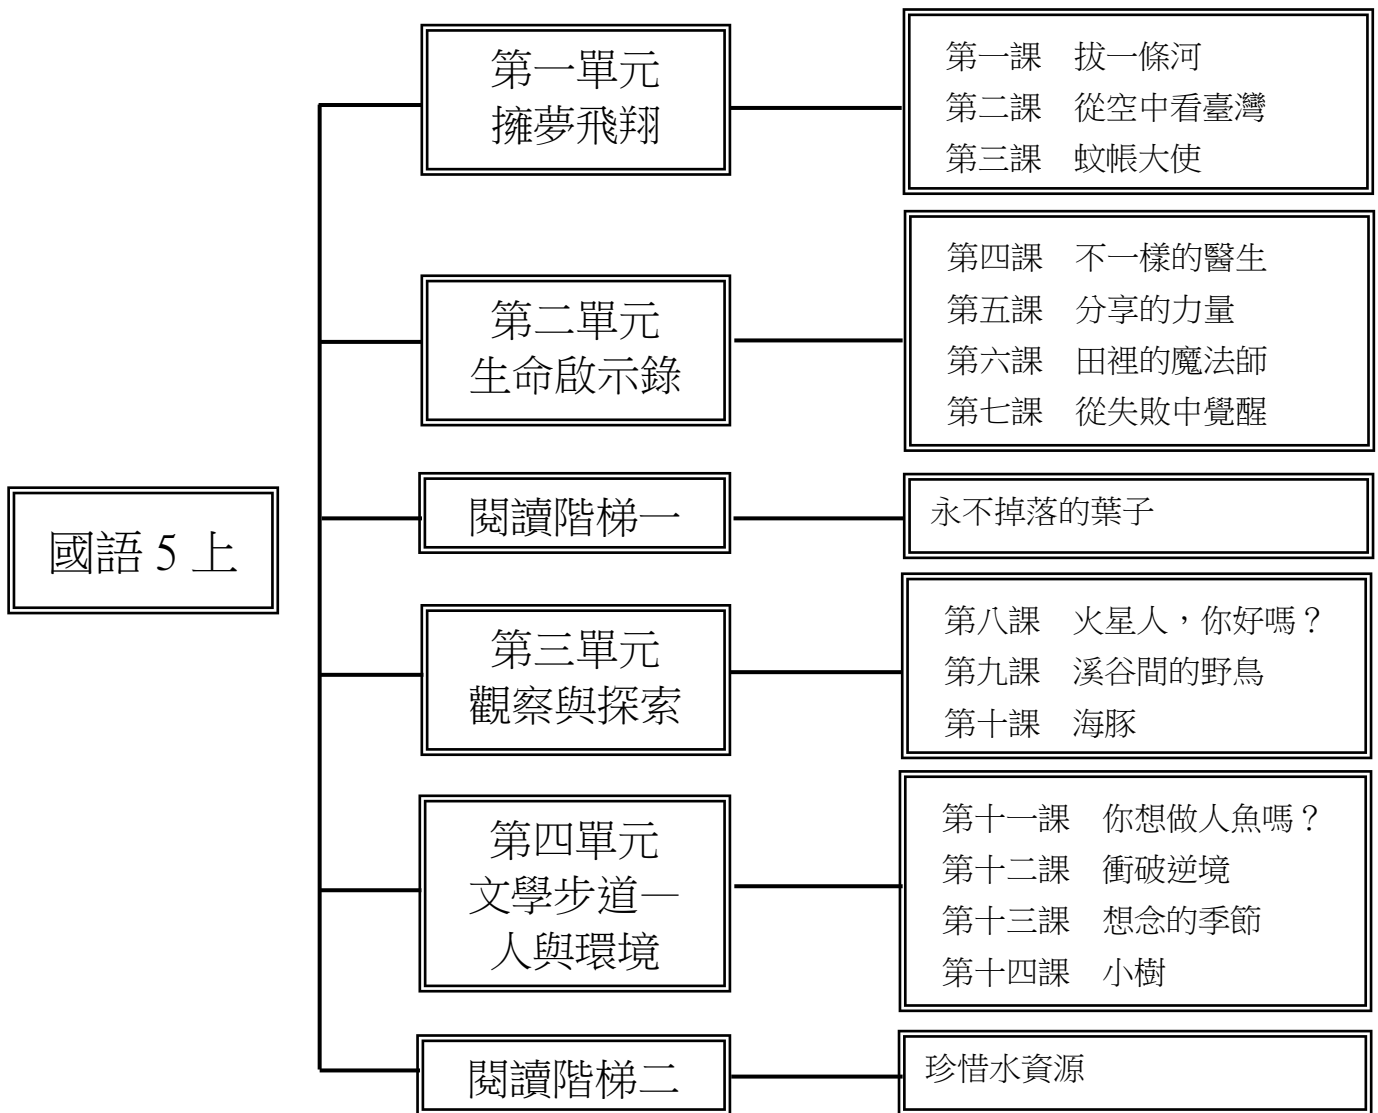 國語 5 上
第一單元
擁夢飛翔
第一課 拔一條河
第二課 從空中看臺灣
第三課 蚊帳大使
第二單元
生命啟示錄
第四課 不一樣的醫生
第五課 分享的力量
第六課 田裡的魔法師
第七課 從失敗中覺醒
閱讀階梯一
永不掉落的葉子
第三單元
觀察與探索
第八課 火星人，你好嗎？
第九課 溪谷間的野鳥
第十課 海豚
第四單元
文學步道—
人與環境
第十一課 你想做人魚嗎？
第十二課 衝破逆境
第十三課 想念的季節
第十四課 小樹
閱讀階梯二
珍惜水資源